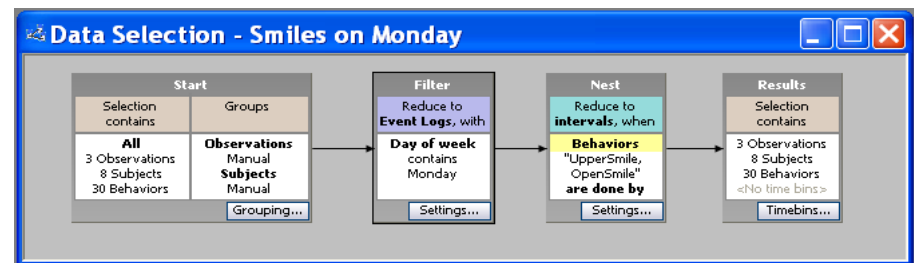 Data Selection - Smiles on Monday
Start
Selection
contains
Groups
All
3 Observations
8 Subjects
30 Behaviors
Observations
Manual
Subjects
Manual
Grouping...
Filter
Reduce to
Event Logs, with
Day of week
contains
Monday
Settings...
Nest
Reduce to
intervals, when
Behaviors
"UpperSmile,
OpenSmile"
are done by
Settings...
Results
Selection
contains
3 Observations
8 Subjects
30 Behaviors
<No time bins>
Timebins...